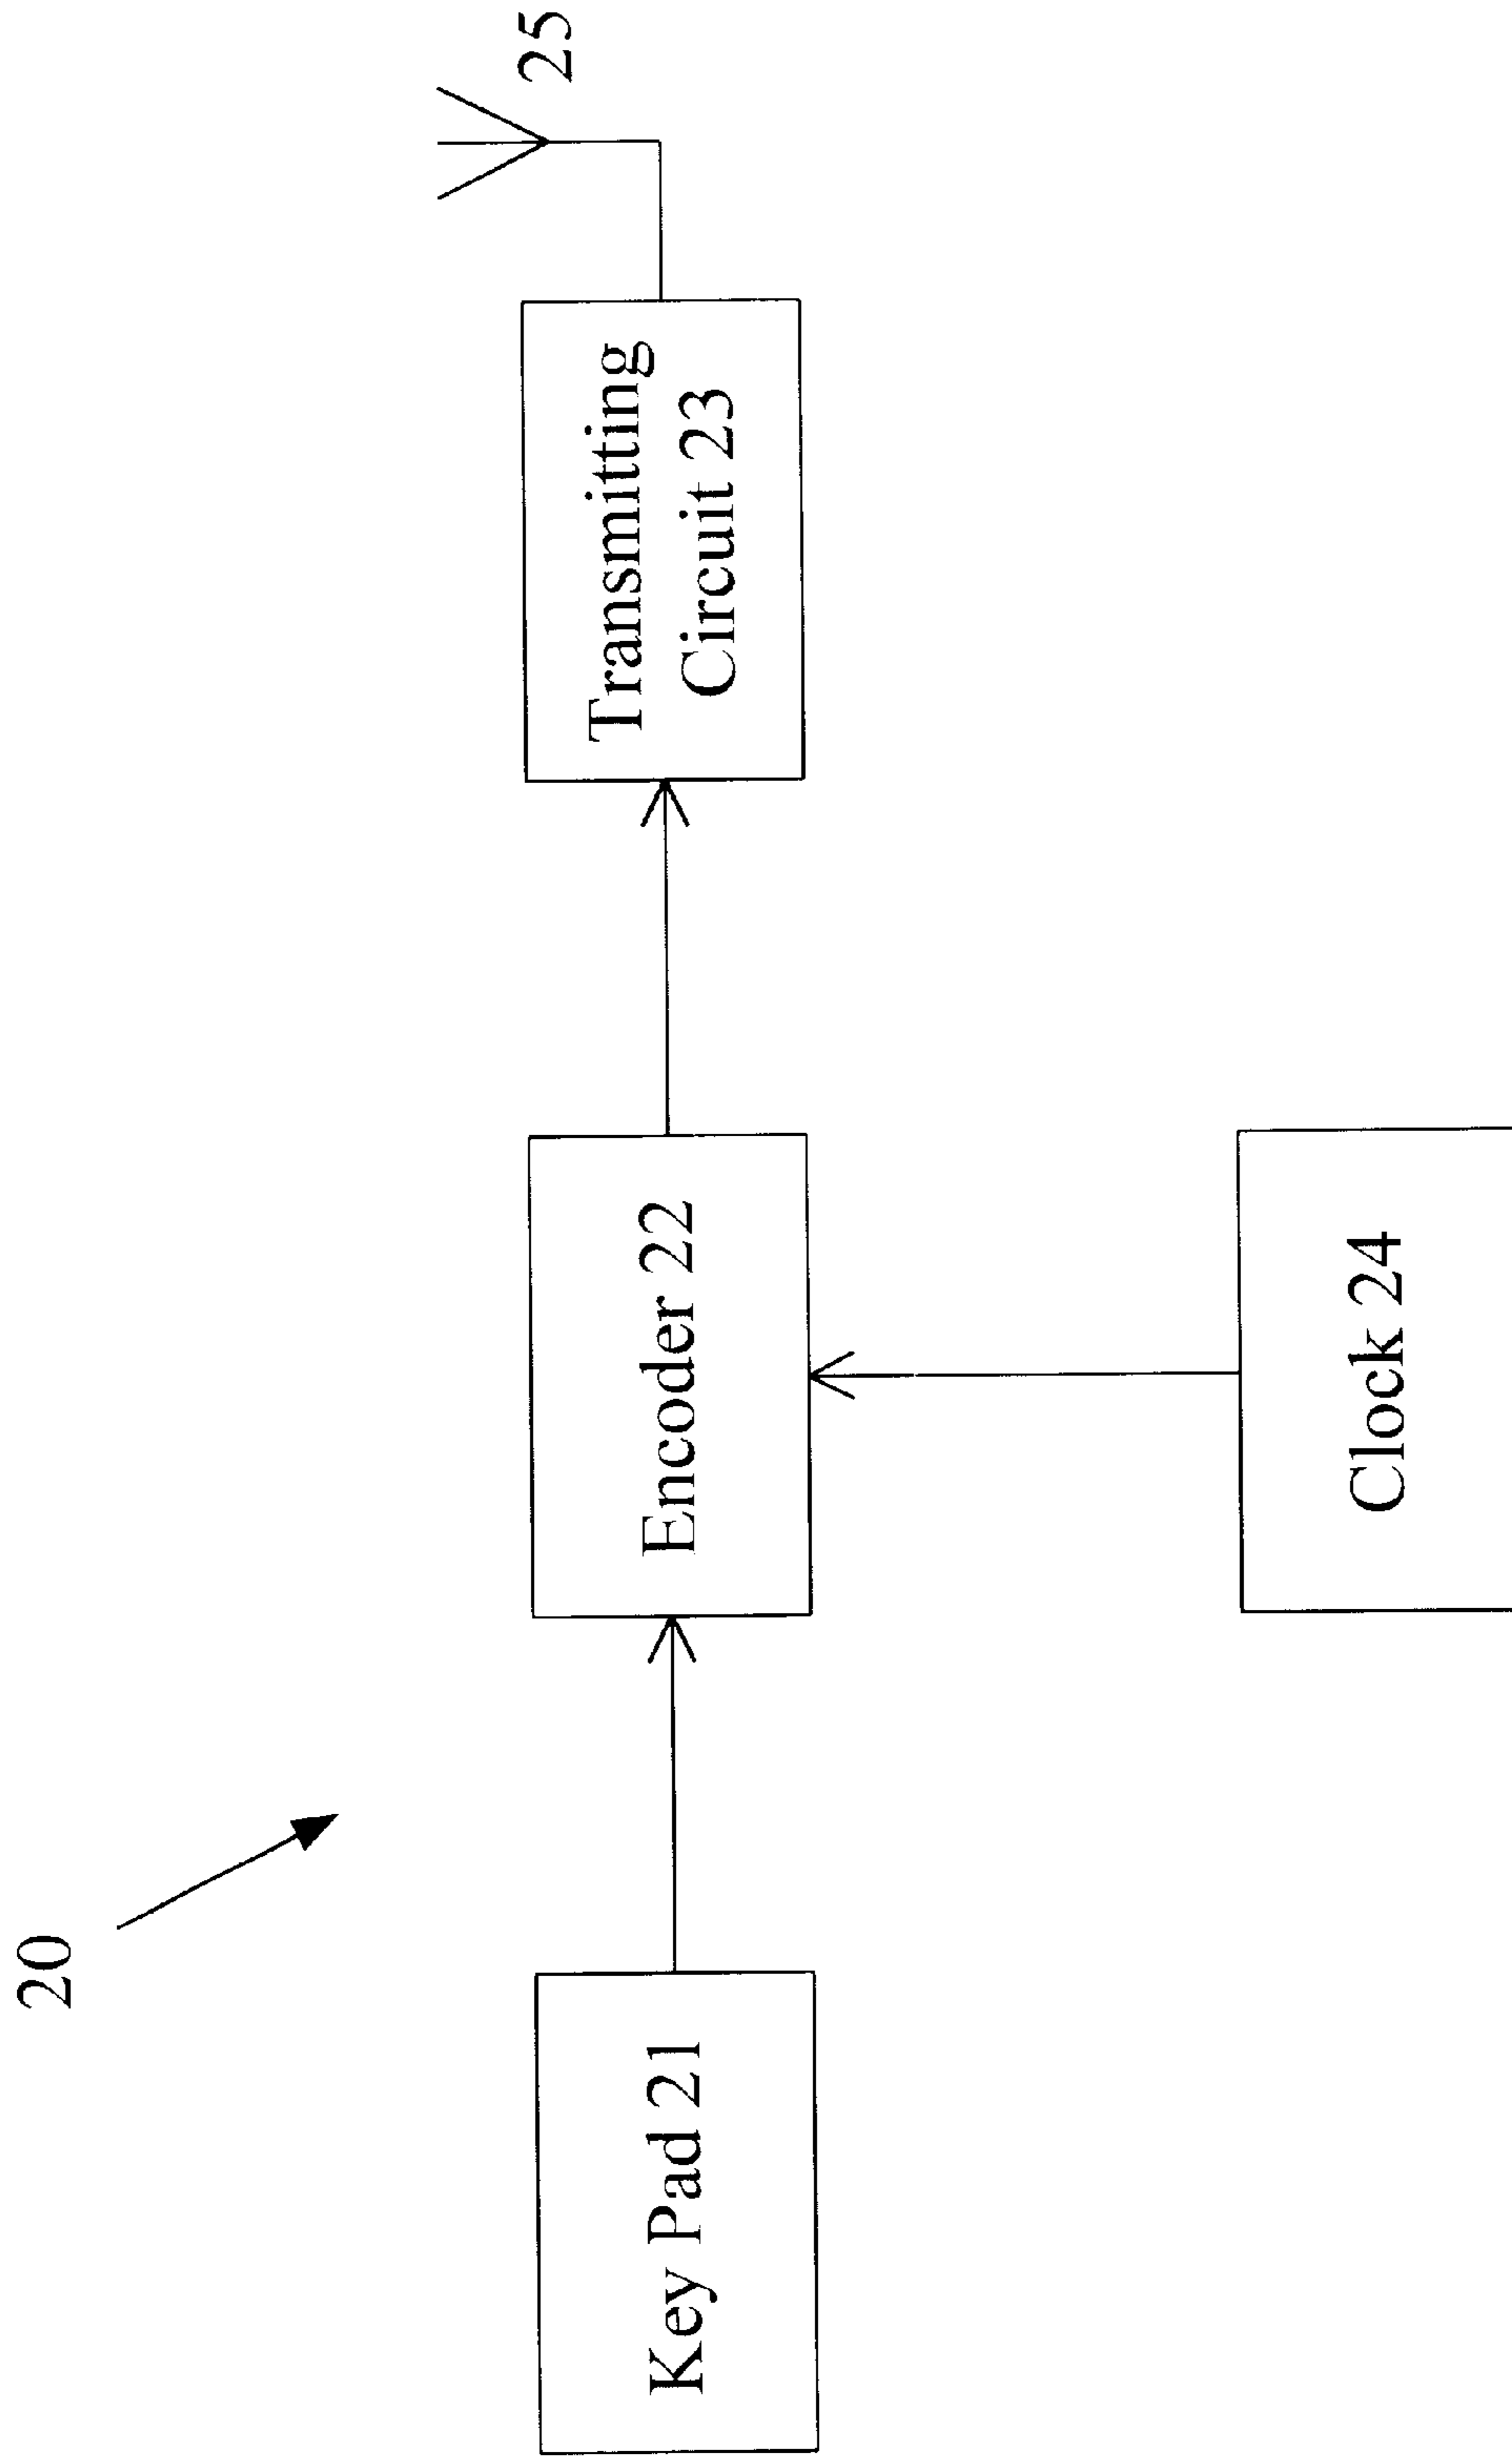 20
25
Key Pad 21
Encoder 22
Transmitting
Circuit 23
Clock 24